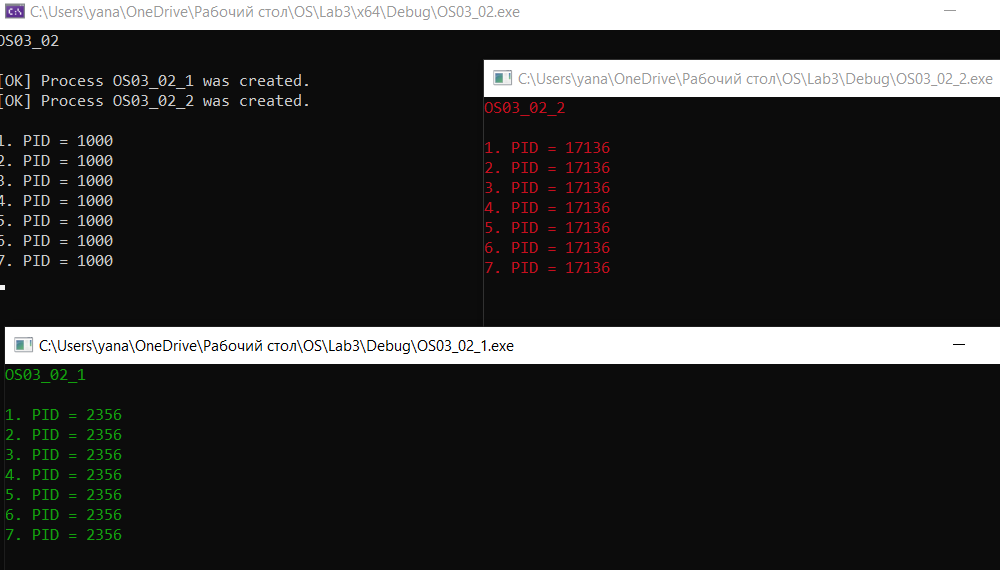 C:\Users\yana\OneDrive\Рабочий стол\OS\Lab3\x64\Debug\OS03_02.exe
OS03_02
[OK] Process OS03_02_1 was created.
[OK] Process OS03_02_2 was created.
1. PID = 1000
2. PID = 1000
3. PID = 1000
4. PID = 1000
5. PID = 1000
6. PID = 1000
7. PID = 1000
C:\Users\yana\OneDrive\Рабочий стол\OS\Lab3\Debug\OS03_02_2.exe
OS03_02_2
1. PID = 17136
2. PID = 17136
3. PID = 17136
4. PID = 17136
5. PID = 17136
6. PID = 17136
7. PID = 17136
C:\Users\yana\OneDrive\Рабочий стол\OS\Lab3\Debug\OS03_02_1.exe
OS03_02_1
1. PID = 2356
2. PID = 2356
3. PID = 2356
4. PID = 2356
5. PID = 2356
6. PID = 2356
7. PID = 2356